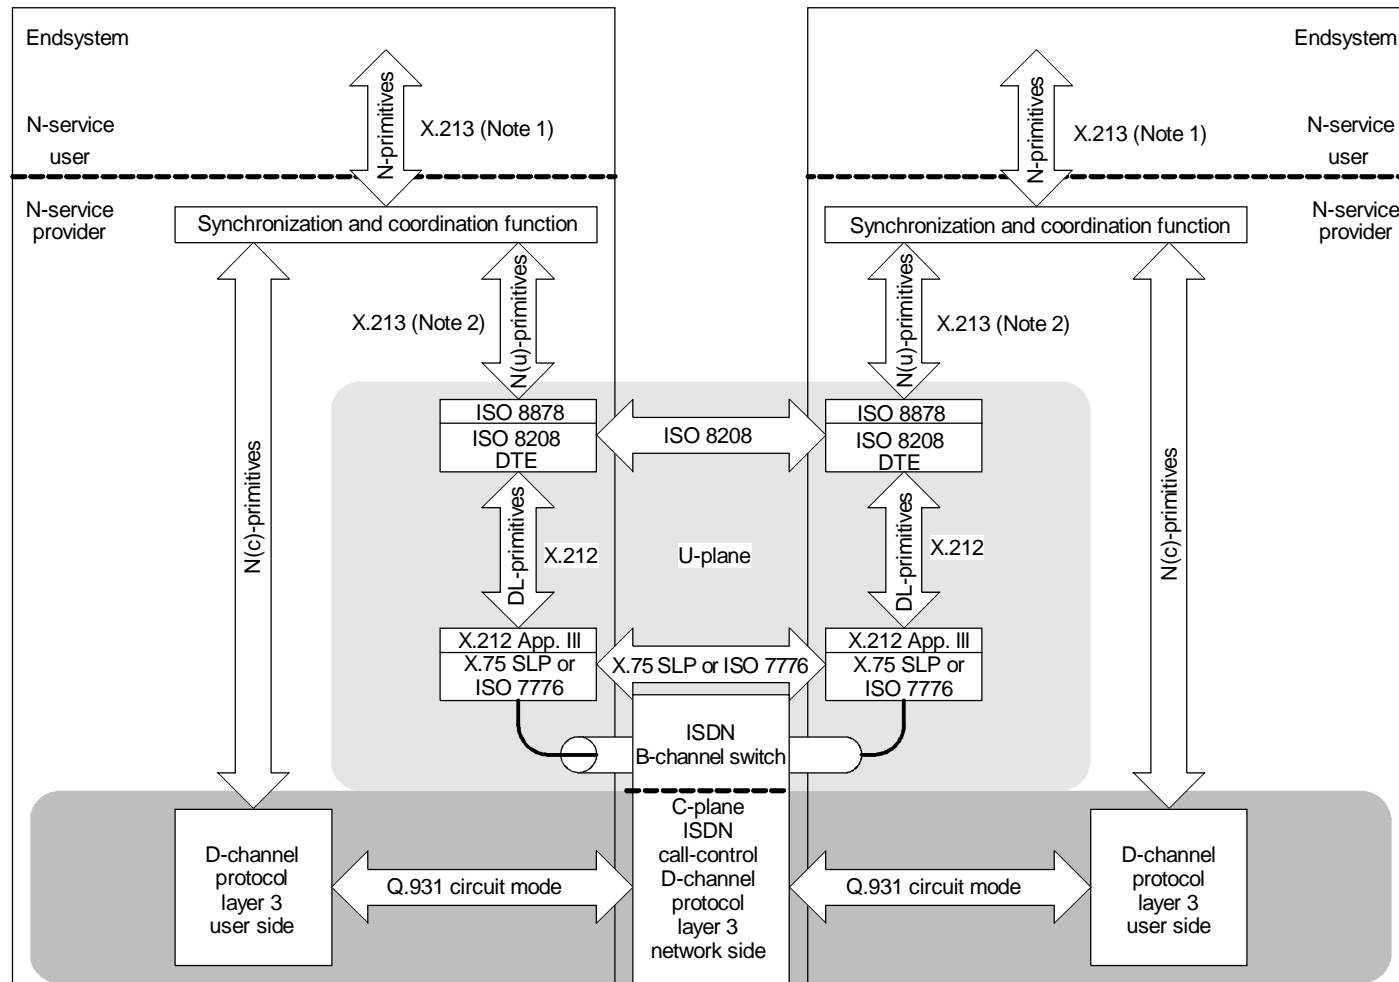 Endsystem
Endsystem
N-primitives
X.213 (Note 1)
N-primitives
X.213 (Note 1)
N-service
user
N-service
user
N-service
provider
N-service
provider
Synchronization and coordination function
Synchronization and coordination function
N(u)-primitives
X.213 (Note 2)
N(u)-primitives
X.213 (Note 2)
N(c)-primitives
N(c)-primitives
ISO 8878
ISO 8208
DTE
ISO 8208
ISO 8878
ISO 8208
DTE
DL-primitives
X.212
U-plane
DL-primitives
X.212
X.212 App. III
X.75 SLP or
ISO 7776
X.75 SLP or ISO 7776
X.212 App. III
X.75 SLP or
ISO 7776
ISDN
B-channel switch
C-plane
ISDN
call-control
D-channel
protocol
layer 3
network side
D-channel
protocol
layer 3
user side
Q.931 circuit mode
Q.931 circuit mode
D-channel
protocol
layer 3
user side